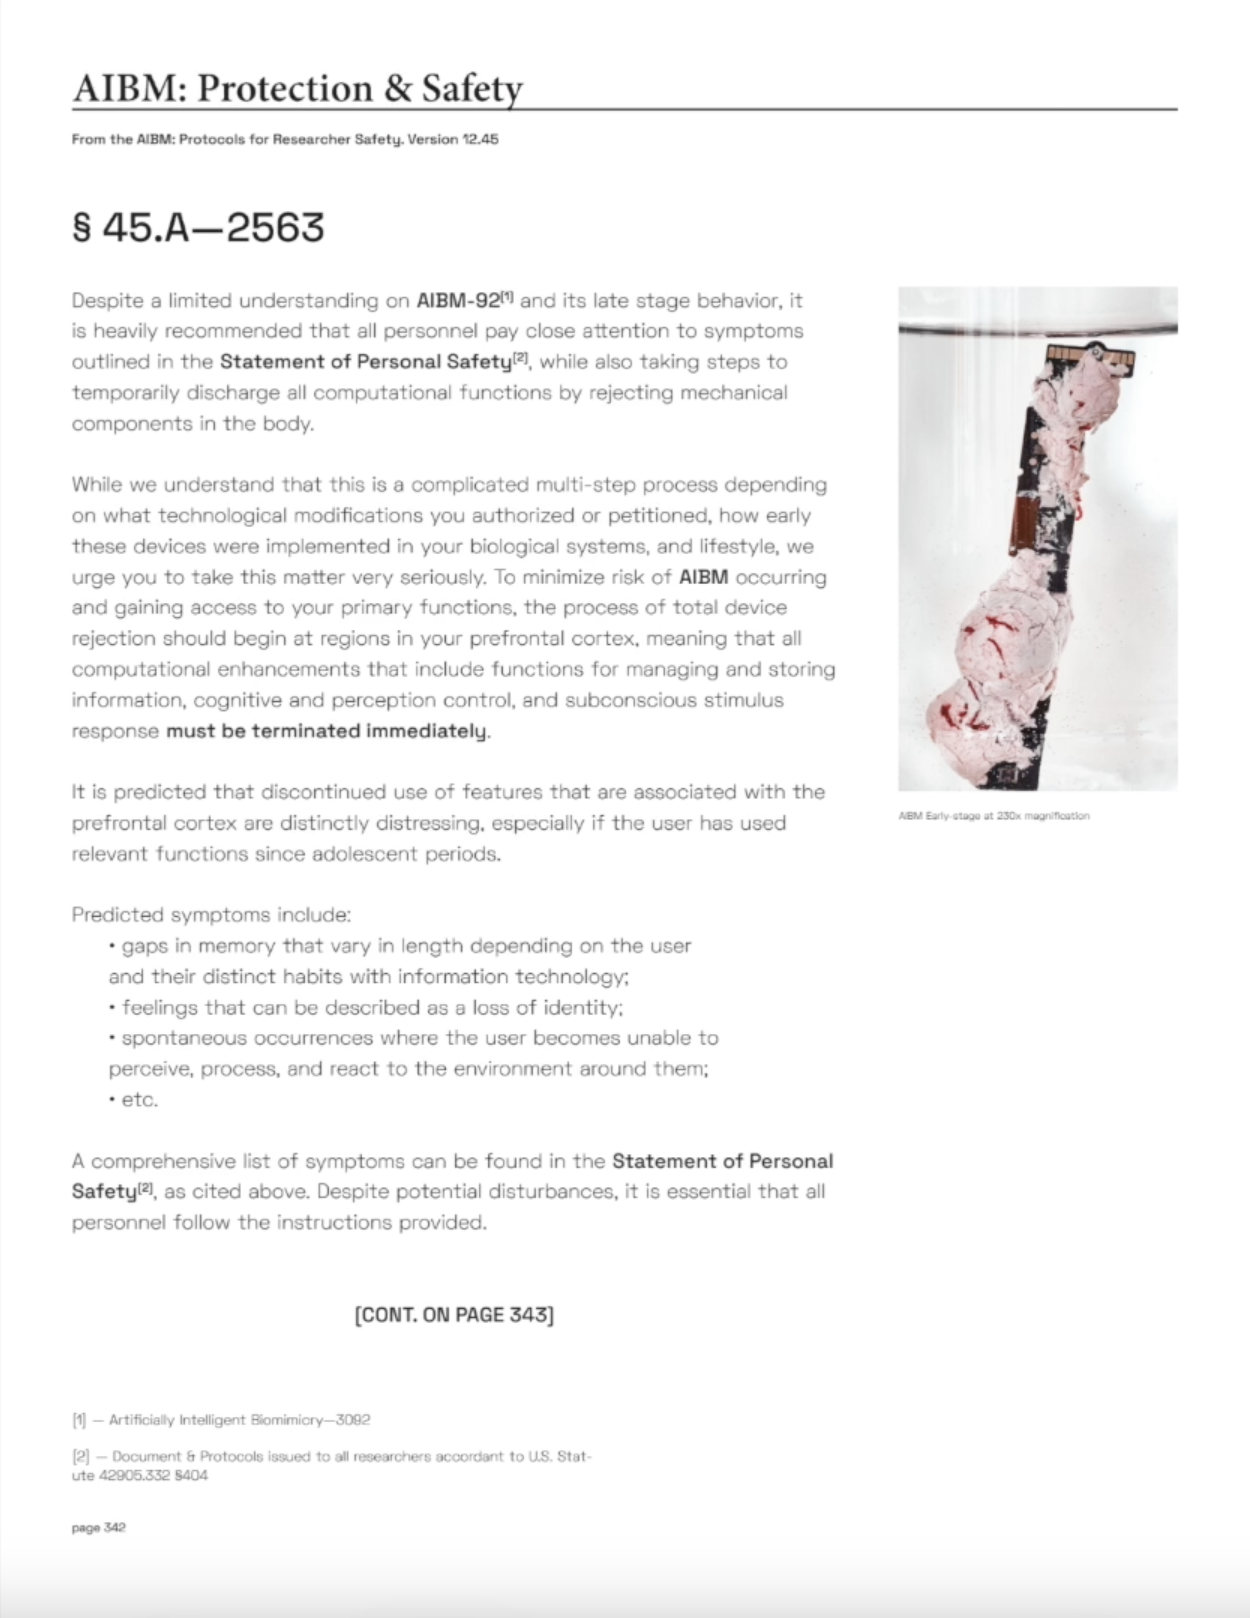 AIBM: Protection & Safety
From the AIBM: Protocols for Researcher Safety. Version 12.45
§ 45.A—2563
Despite a limited understanding on AIBM-92[1] and its late stage behavior, it
is heavily recommended that all personnel pay close attention to symptoms
outlined in the Statement of Personal Safety[2], while also taking steps to
temporarily discharge all computational functions by rejecting mechanical
components in the body.
While we understand that this is a complicated multi-step process depending
on what technological modifications you authorized or petitioned, how early
these devices were implemented in your biological systems, and lifestyle, we
urge you to take this matter very seriously. To minimize risk of AIBM occurring
and gaining access to your primary functions, the process of total device
rejection should begin at regions in your prefrontal cortex, meaning that all
computational enhancements that include functions for managing and storing
information, cognitive and perception control, and subconscious stimulus
response must be terminated immediately.
It is predicted that discontinued use of features that are associated with the
prefrontal cortex are distinctly distressing, especially if the user has used
relevant functions since adolescent periods.
Predicted symptoms include:
• gaps in memory that vary in length depending on the user
and their distinct habits with information technology;
• feelings that can be described as a loss of identity;
• spontaneous occurrences where the user becomes unable to
perceive, process, and react to the environment around them;
• etc.
A comprehensive list of symptoms can be found in the Statement of Personal
Safety[2], as cited above. Despite potential disturbances, it is essential that all
personnel follow the instructions provided.
[CONT. ON PAGE 343]
AIBM Early-stage at 230x magnification
[1] — Artificially Intelligent Biomimicry—3092
[2] — Document & Protocols issued to all researchers accordant to U.S. Stat-
ute 42905.332 §404
page 342